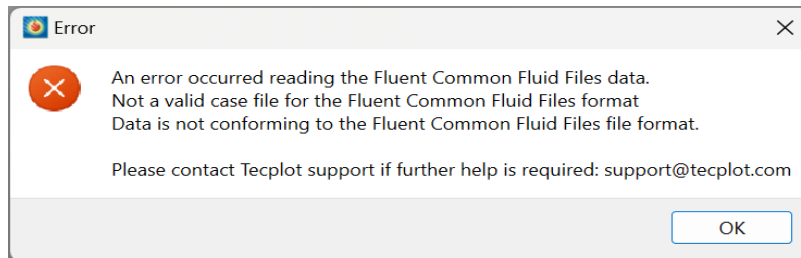 Error
An error occurred reading the Fluent Common Fluid Files data.
Not a valid case file for the Fluent Common Fluid Files format
Data is not conforming to the Fluent Common Fluid Files file format.
Please contact Tecplot support if further help is required: support@tecplot.com
OK